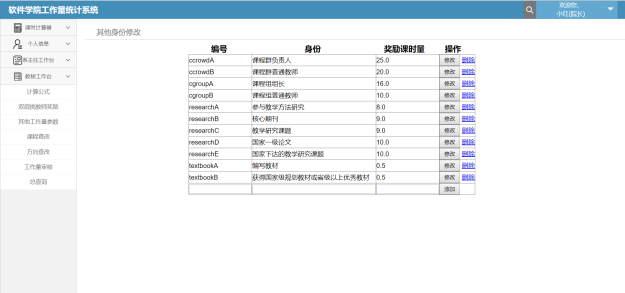 软件学院工作量统计系统
欢迎您,
小红(院长)
课时计算器
个人信息
系主任工作台
教秘工作台
计算公式
双肩挑教师奖励
其他工作量参数
课程查改
方向查改
工作量审核
总查询
其他身份修改
编号 身份 奖励课时量 操作
ccrowdA 课程群负责人 25.0 修改 删除
ccrowdB 课程群普通教师 20.0 修改 删除
cgroupA 课程组组长 16.0 修改 删除
cgroupB 课程组普通教师 10.0 修改 删除
researchA 参与教学方法研究 8.0 修改 删除
researchB 核心期刊 9.0 修改 删除
researchC 教学研究课题 9.0 修改 删除
researchD 国家一级论文 10.0 修改 删除
researchE 国家下达的教学研究课题 10.0 修改 删除
textbookA 编写教材 0.5 修改 删除
textbookB 获得国家级规划教材或省级以上优秀教材 0.5 修改 删除
添加